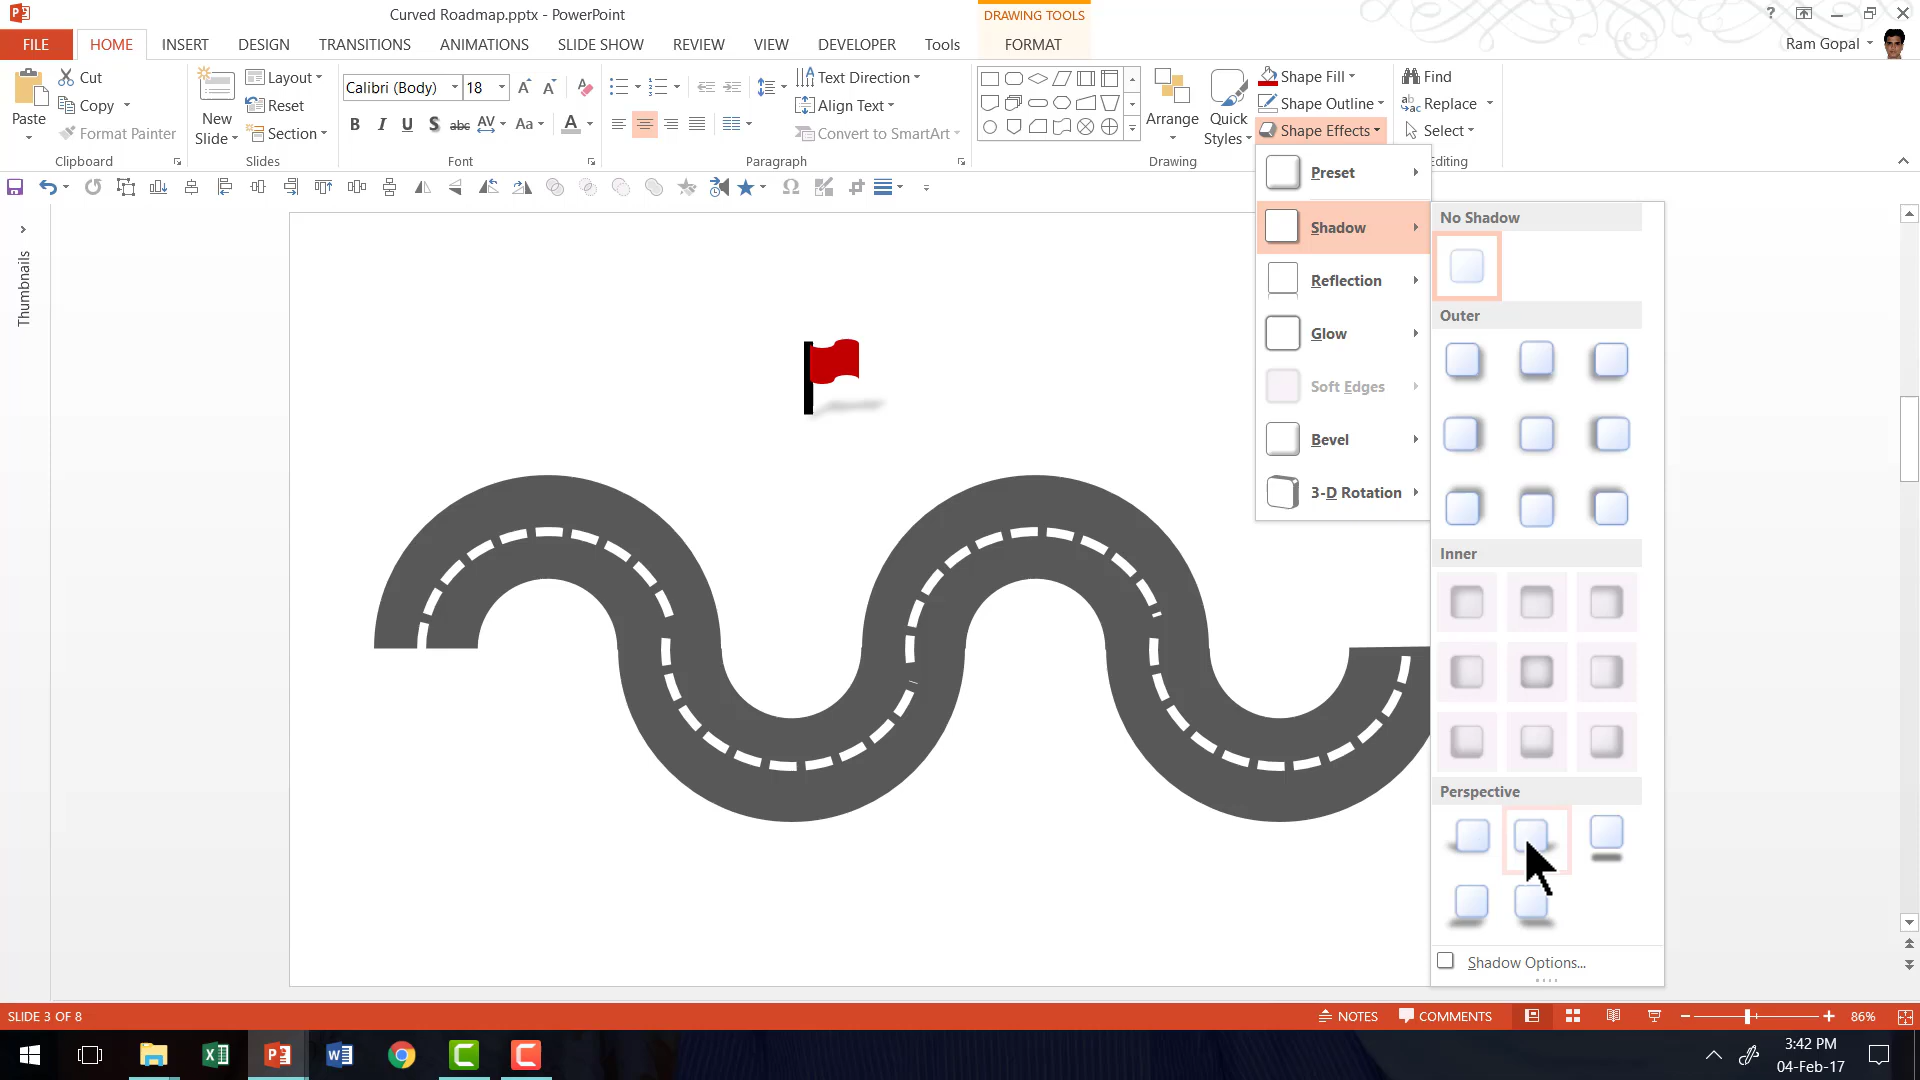 Curved Roadmap.pptx - PowerPoint
DRAWING TOOLS
?
FILE
HOME
INSERT
DESIGN
TRANSITIONS
ANIMATIONS
SLIDE SHOW
REVIEW
VIEW
DEVELOPER
Tools
FORMAT
Ram Gopal
Paste
Cut
Copy
Format Painter
Clipboard
New
Slide
Layout
Reset
Section
Slides
Calibri (Body)
18
B I U S abc AV Aa A
Font
Text Direction
Align Text
Convert to SmartArt
Paragraph
Arrange
Quick
Styles
Shape Fill
Shape Outline
Shape Effects
Drawing
Find
Replace
Select
Editing
Thumbnails
Preset
Shadow
Reflection
Glow
Soft Edges
Bevel
3-D Rotation
No Shadow
Outer
Inner
Perspective
Shadow Options...
SLIDE 3 OF 8
NOTES
COMMENTS
86%
3:42 PM
04-Feb-17